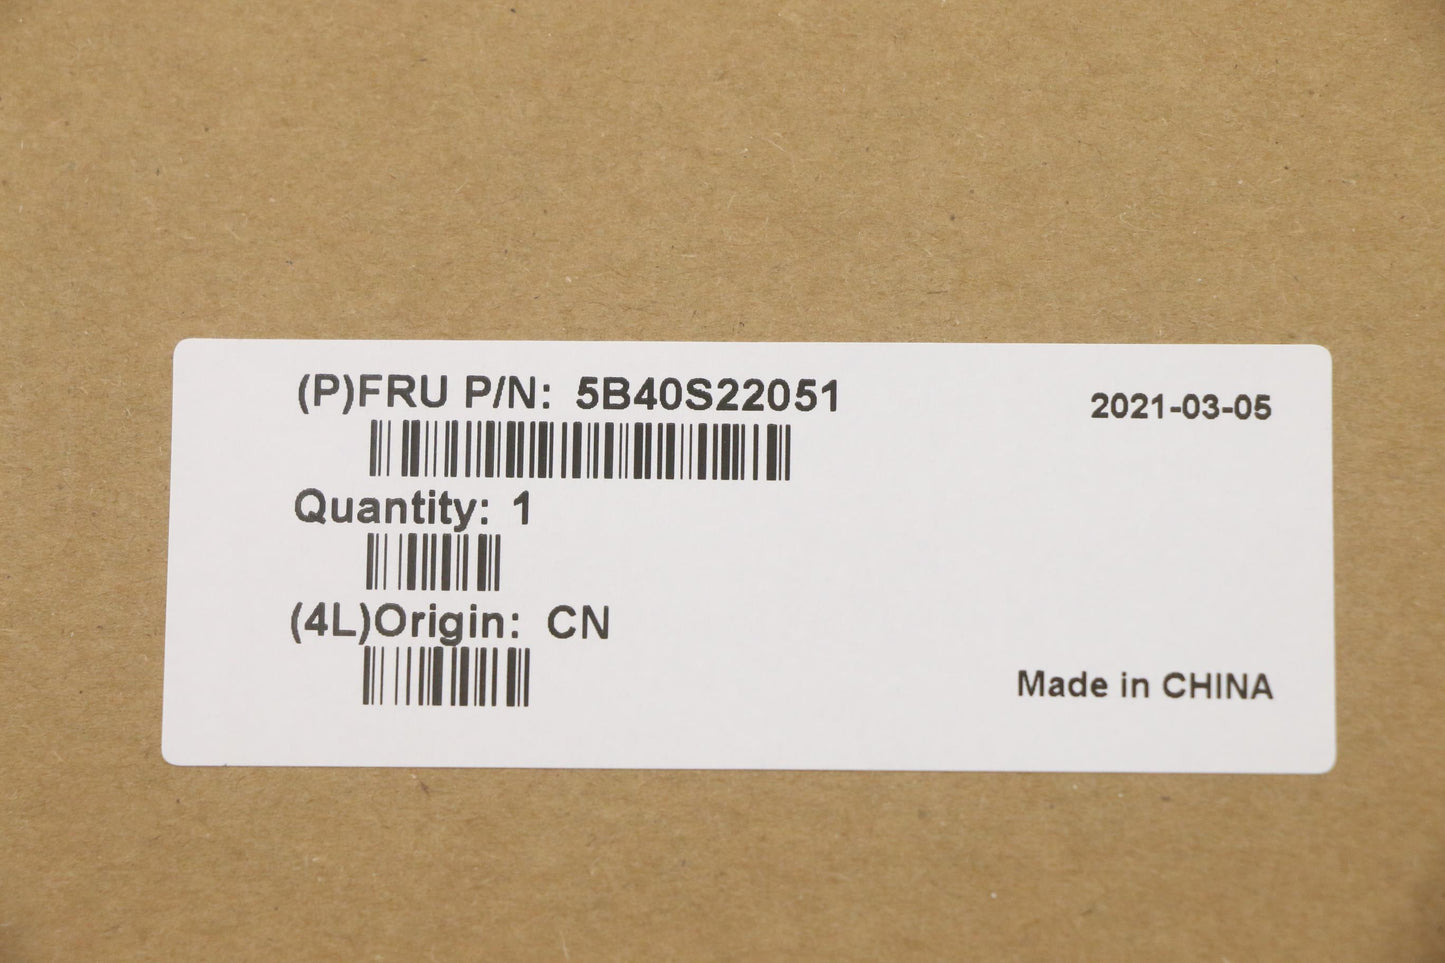 (P)FRU P/N: 5B40S22051
2021-03-05
Quantity: 1
(4L)Origin: CN
Made in CHINA